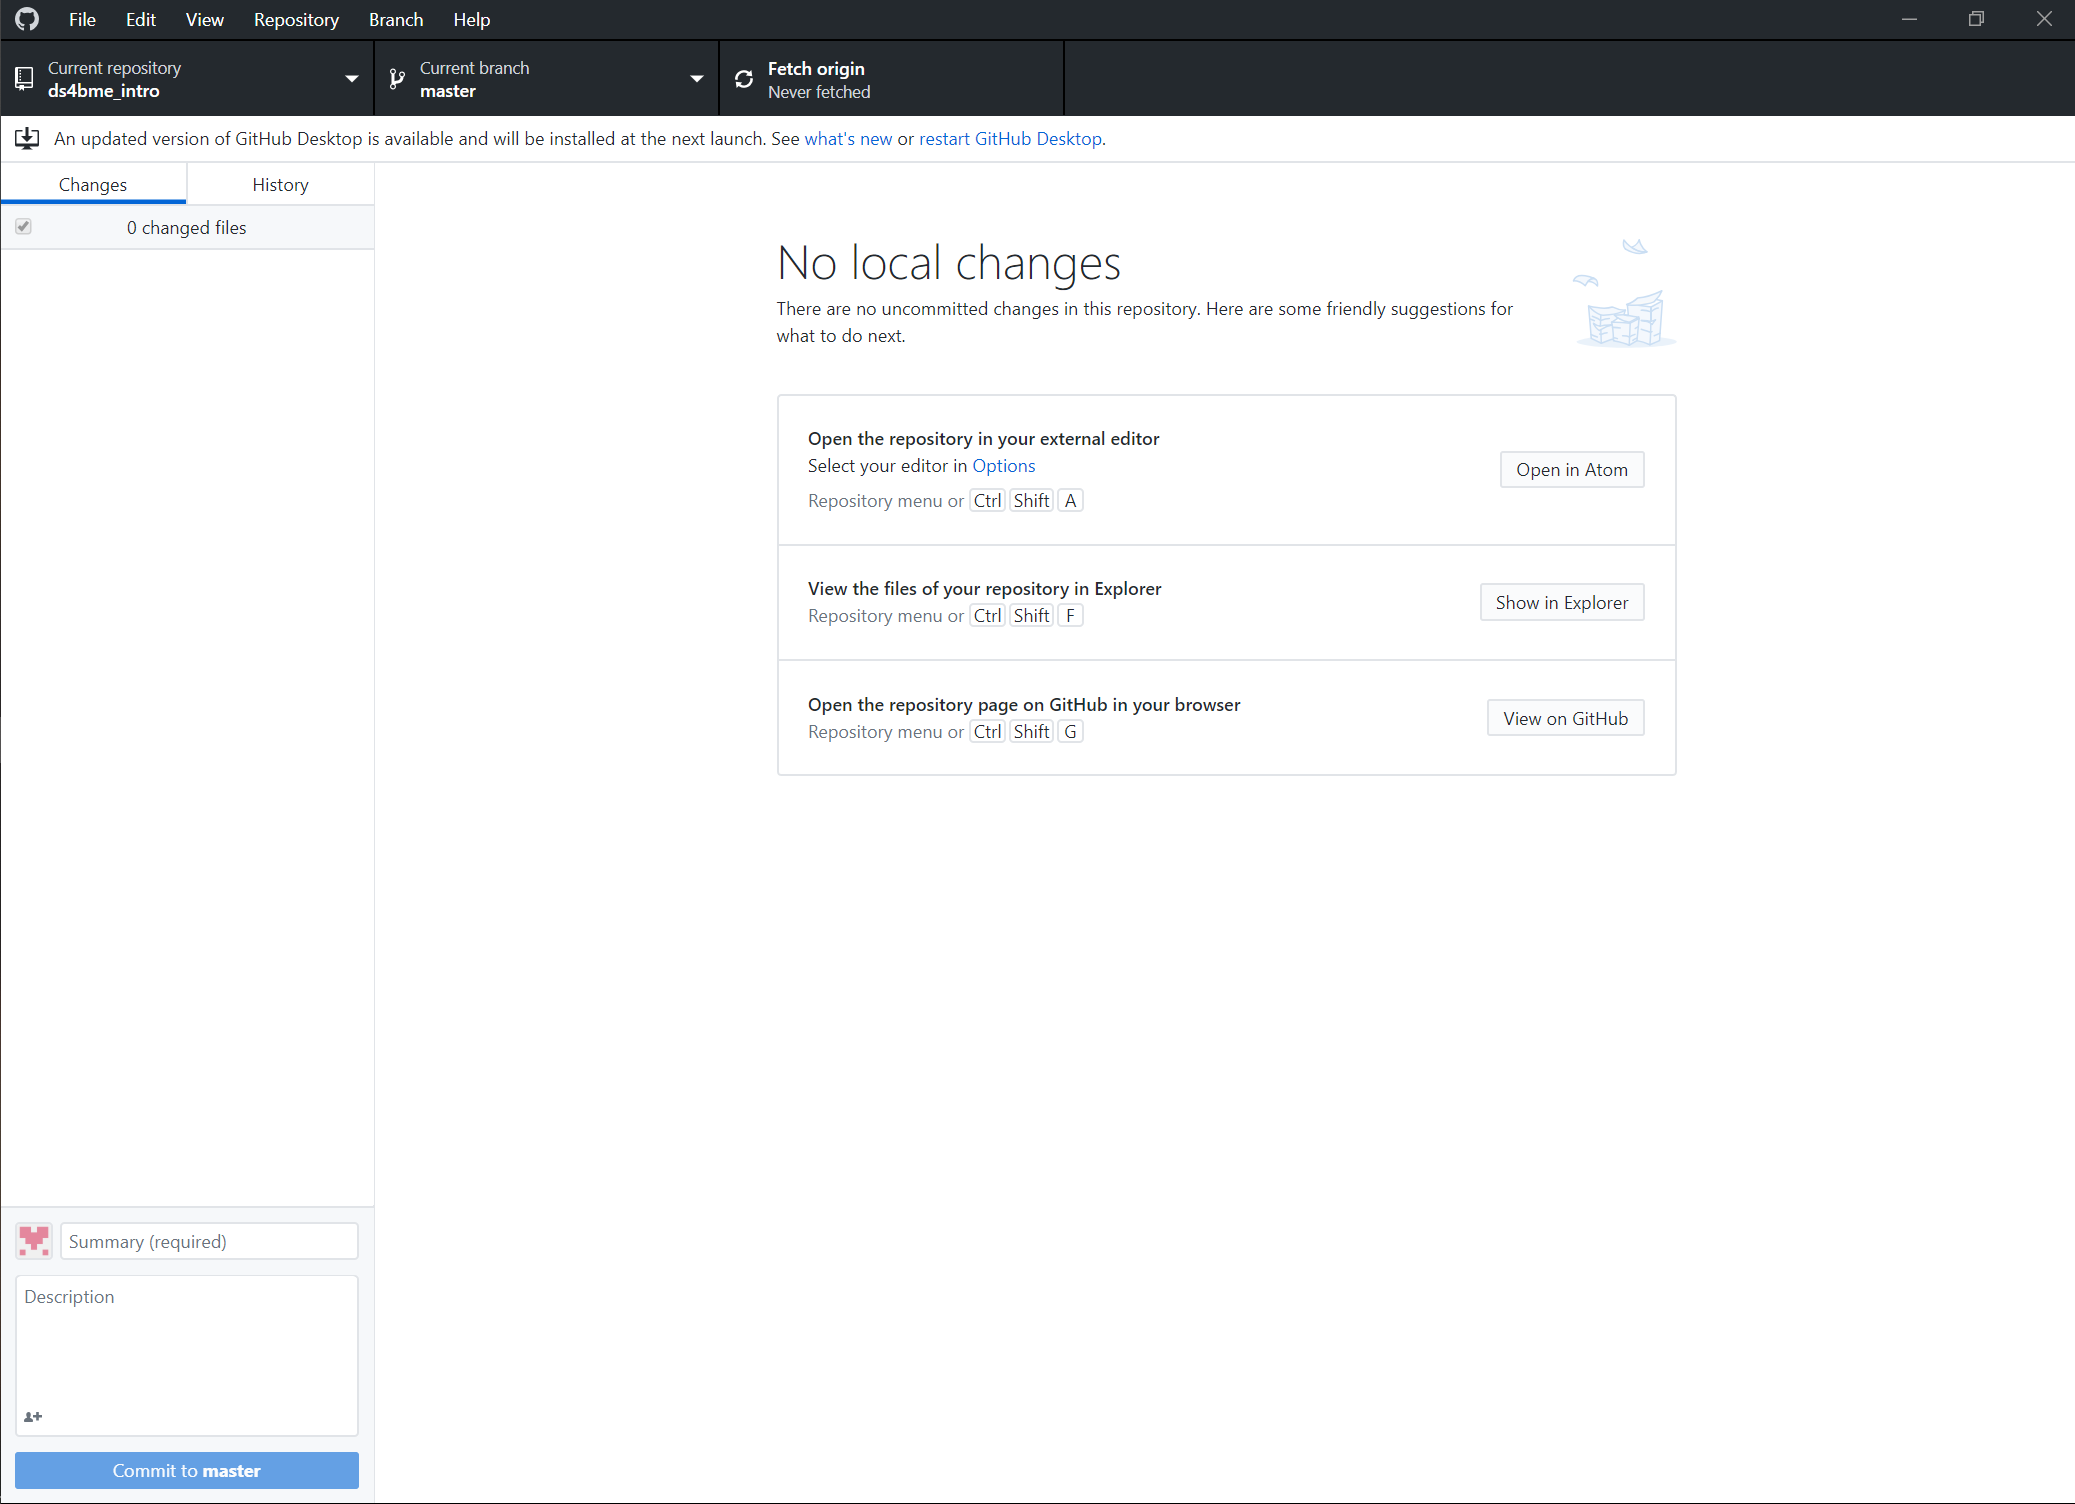 File Edit View Repository Branch Help
Current repository
ds4bme_intro
Current branch
master
Fetch origin
Never fetched
An updated version of GitHub Desktop is available and will be installed at the next launch. See what's new or restart GitHub Desktop.
Changes
History
0 changed files
No local changes
There are no uncommitted changes in this repository. Here are some friendly suggestions for
what to do next.
Open the repository in your external editor
Select your editor in Options
Repository menu or Ctrl Shift A
Open in Atom
View the files of your repository in Explorer
Repository menu or Ctrl Shift F
Show in Explorer
Open the repository page on GitHub in your browser
Repository menu or Ctrl Shift G
View on GitHub
Summary (required)
Description
Commit to master